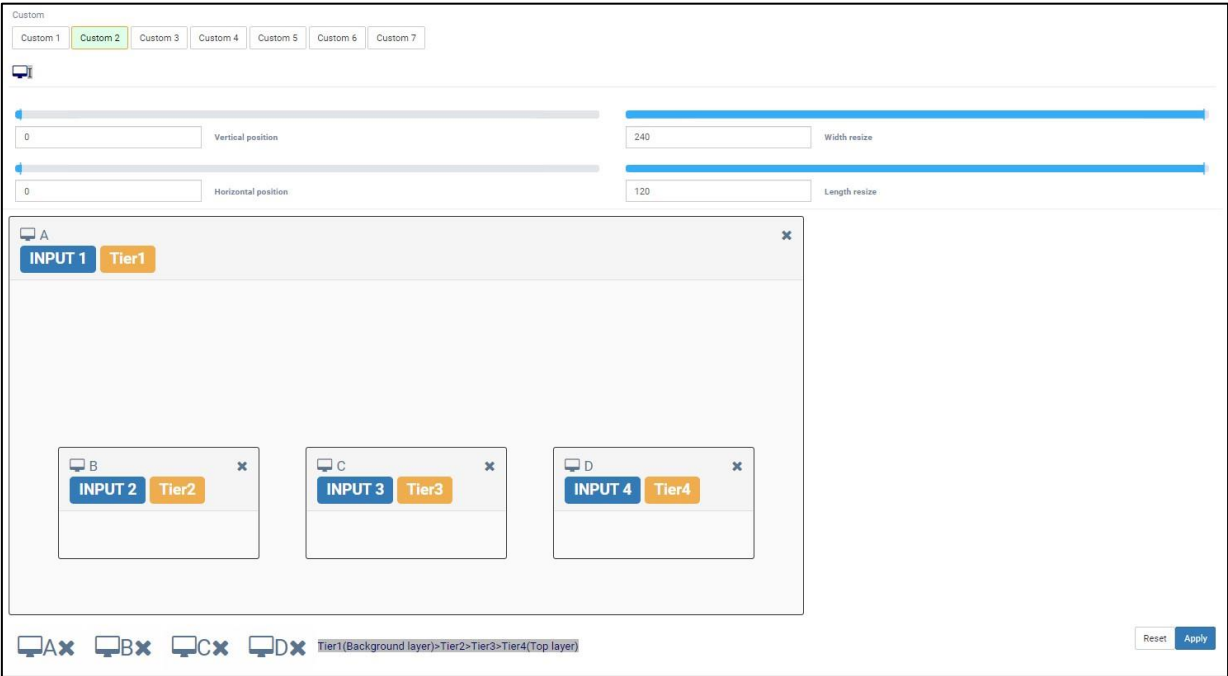 Custom
Custom 1 Custom 2 Custom 3 Custom 4 Custom 5 Custom 6 Custom 7
I
0 Vertical position 240 Width resize
0 Horizontal position 120 Length resize
A
INPUT 1 Tier1
B C D
INPUT 2 Tier2 INPUT 3 Tier3 INPUT 4 Tier4
A B C D Tier1(Background layer)>Tier2>Tier3>Tier4(Top layer) Reset Apply